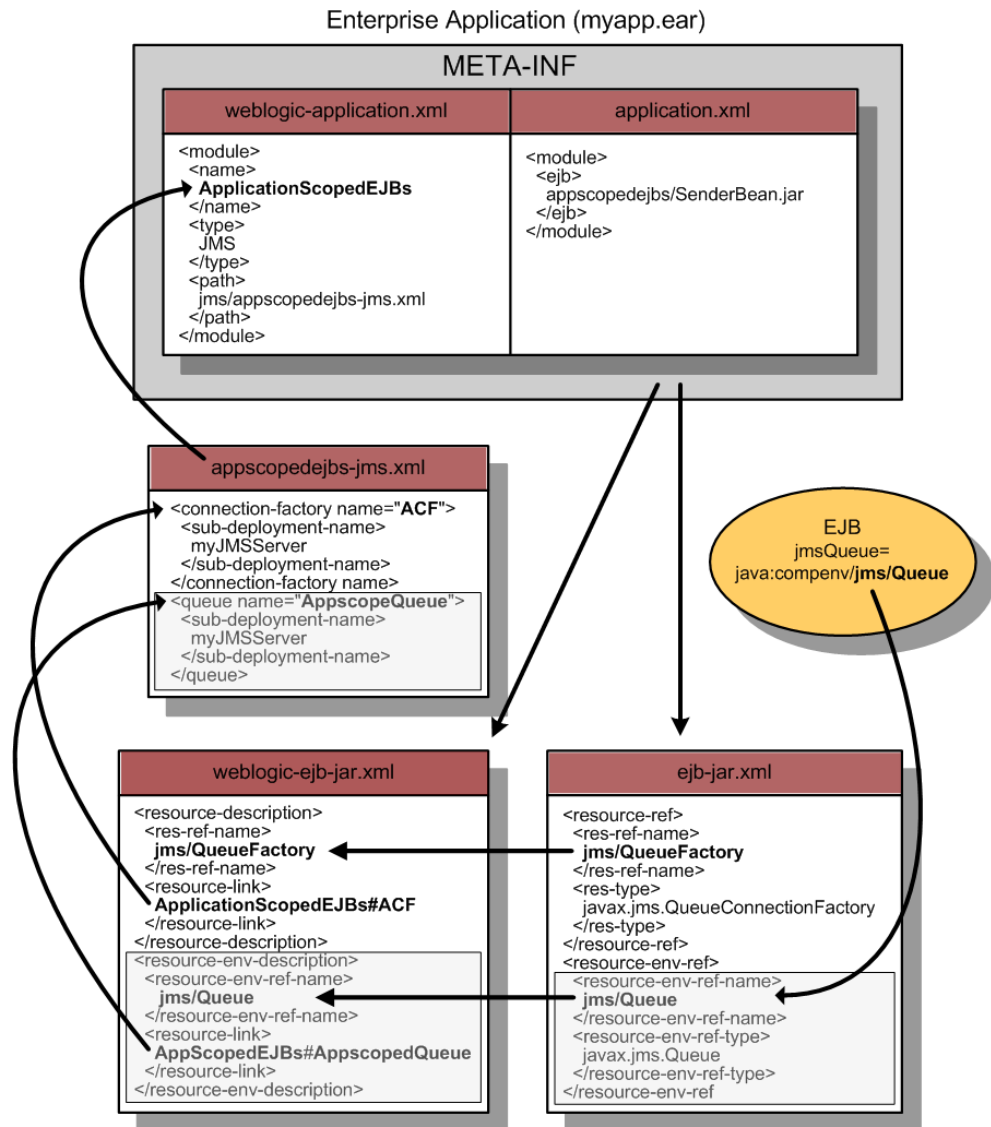 Enterprise Application (myapp.ear)
META-INF
weblogic-application.xml
<module>
<name>
ApplicationScopedEJBs
</name>
<type>
JMS
</type>
<path>
jms/appscopedejbs-jms.xml
</path>
</module>
application.xml
<module>
<ejb>
appscopedejbs/SenderBean.jar
</ejb>
</module>
appscopedejbs-jms.xml
<connection-factory name="ACF">
<sub-deployment-name>
myJMSServer
</sub-deployment-name>
</connection-factory name>
<queue name="AppscopeQueue">
<sub-deployment-name>
myJMSServer
</sub-deployment-name>
</queue>
EJB
jmsQueue=
java:compenv/jms/Queue
weblogic-ejb-jar.xml
<resource-description>
<res-ref-name>
jms/QueueFactory
</res-ref-name>
<resource-link>
ApplicationScopedEJBs#ACF
</resource-link>
</resource-description>
<resource-env-description>
<resource-env-ref-name>
jms/Queue
</resource-env-ref-name>
<resource-link>
AppScopedEJBs#AppscopedQueue
</resource-link>
</resource-env-description>
ejb-jar.xml
<resource-ref>
<res-ref-name>
jms/QueueFactory
</res-ref-name>
<res-type>
javax.jms.QueueConnectionFactory
</res-type>
</resource-ref>
<resource-env-ref>
<resource-env-ref-name>
jms/Queue
</resource-env-ref-name>
</resource-env-ref-type>
javax.jms.Queue
</resource-env-ref-type>
</resource-env-ref